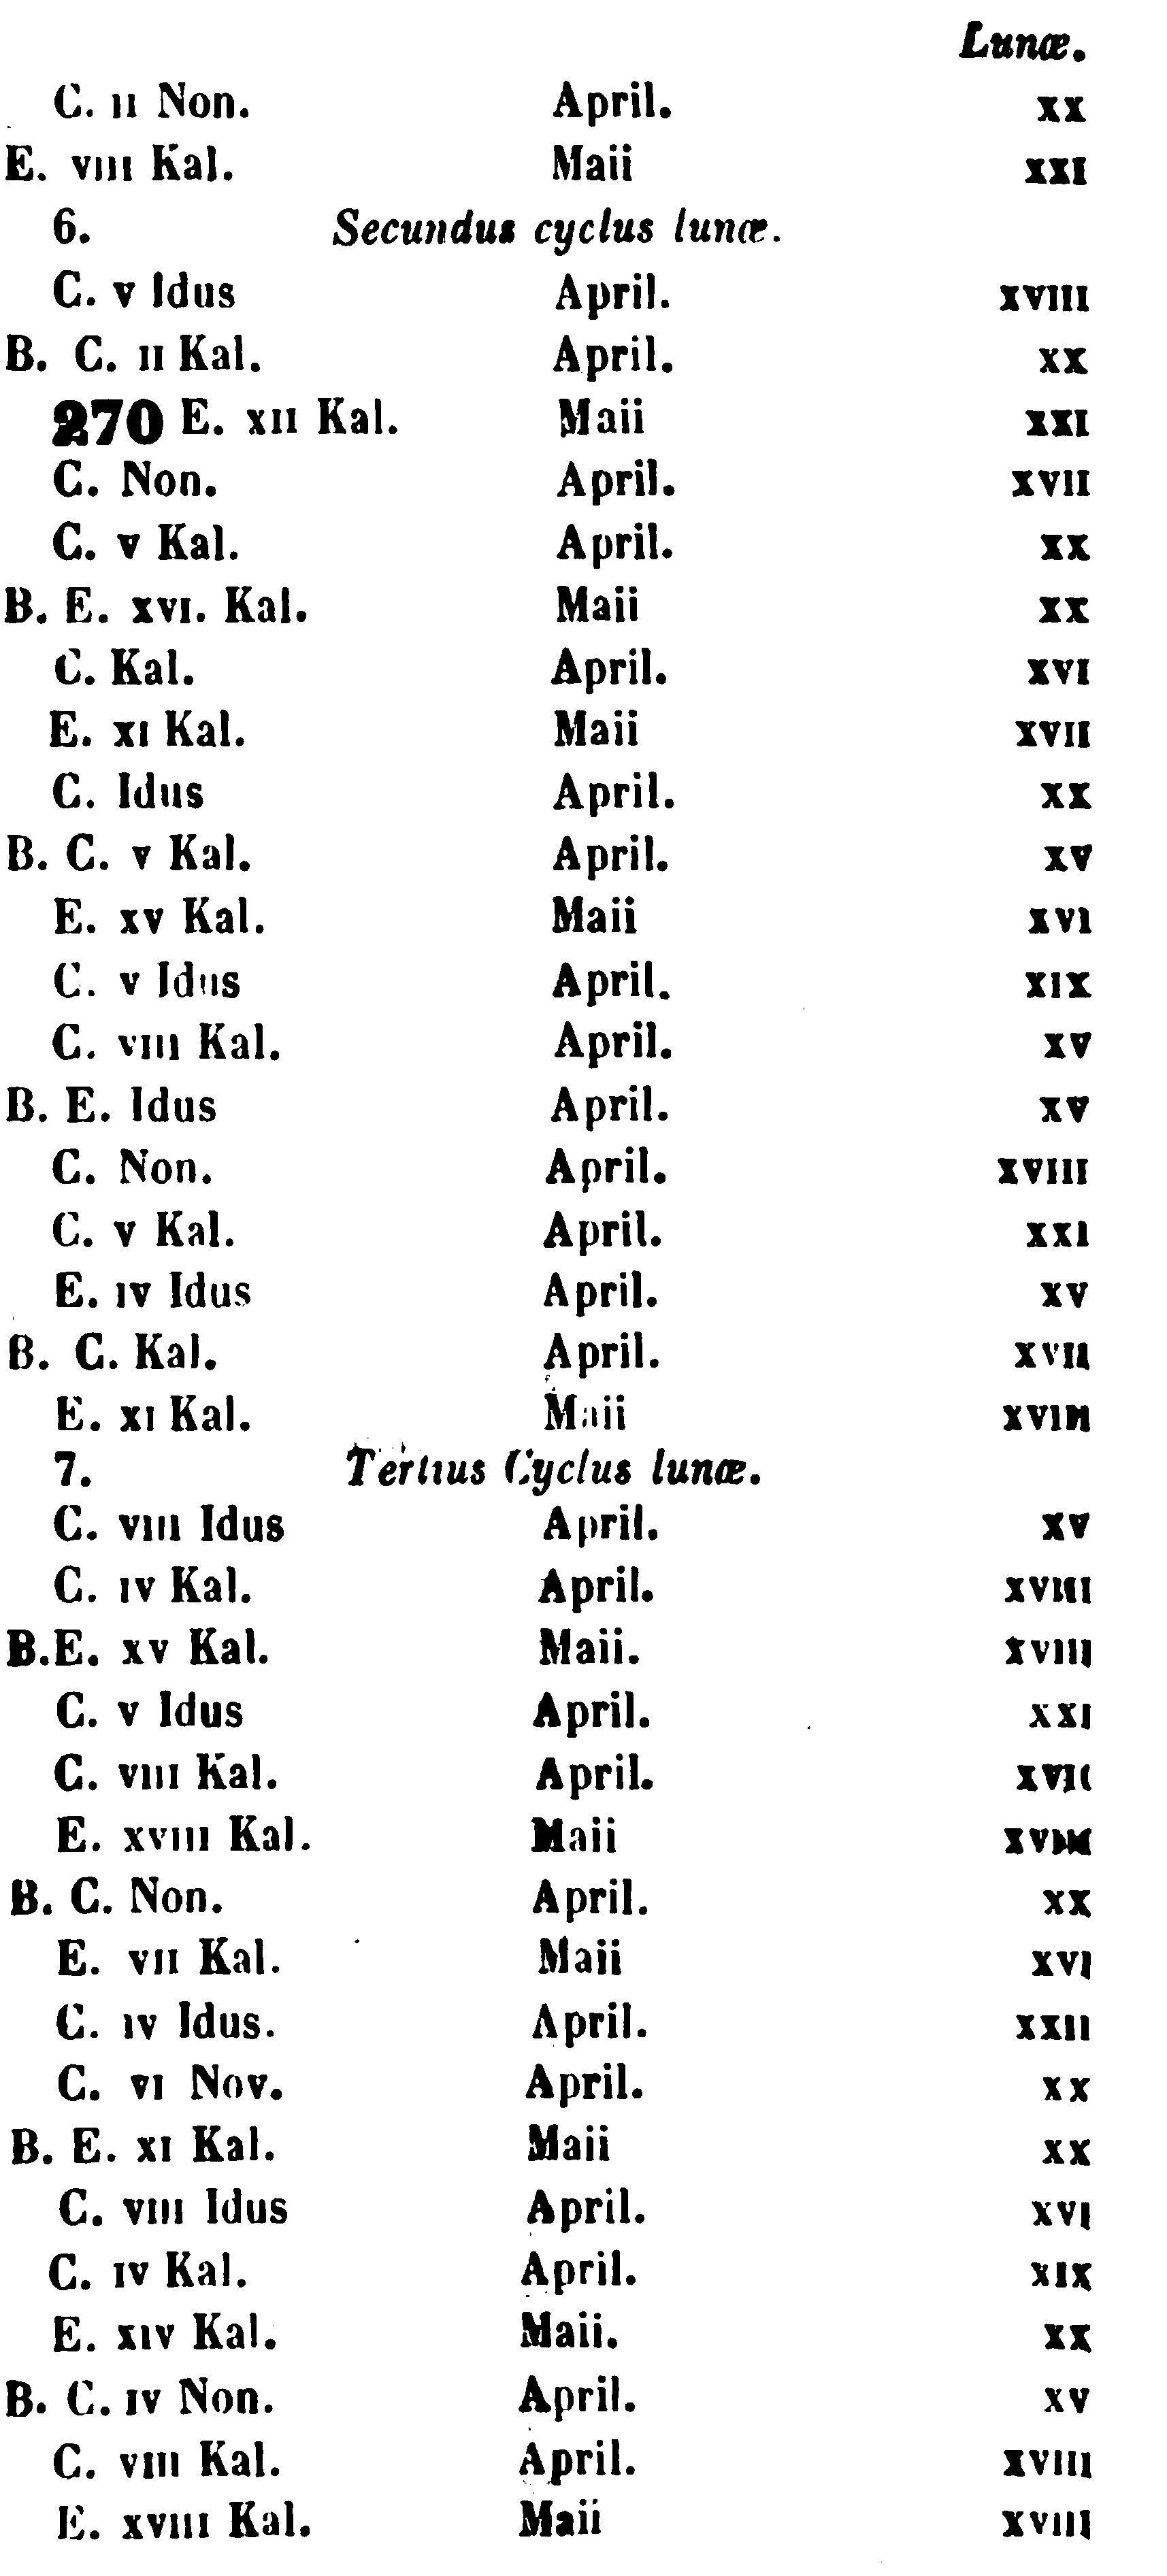 Lunæ.
C. II Non. April. XX
E. VIII Kal. Maii XXI
6. Secundus cyclus lunæ.
C. V Idus April. XVIII
B. C. II Kal. April. XX
270 E. XII Kal. Maii XXI
C. Non. April. XVII
C. V Kal. April. XX
B. E. XVI. Kal. Maii XX
C. Kal. April. XVI
E. XI Kal. Maii XVII
C. Idus April. XX
B. C. V Kal. April. XV
E. XV Kal. Maii XVI
C. V Idus April. XIX
C. VIII Kal. April. XV
B. E. Idus April. XV
C. Non. April. XVIII
C. V Kal. April. XXI
E. IV Idus April. XV
B. C. Kal. April. XVII
E. XI Kal. Maii XVIII
7. Tertius Cyclus lunæ.
C. VIII Idus April. XV
C. IV Kal. April. XVIII
B.E. XV Kal. Maii. XVIII
C. V Idus April. XXI
C. VIII Kal. April. XVII
E. XVIII Kal. Maii XVIII
B. C. Non. April. XX
E. VII Kal. Maii XVI
C. IV Idus. April. XXII
C. VI Nov. April. XX
B. E. XI Kal. Maii XX
C. VIII Idus April. XVI
C. IV Kal. April. XIX
E. XIV Kal. Maii. XX
B. C. IV Non. April. XV
C. VIII Kal. April. XVIII
E. XVIII Kal. Maii XVIII